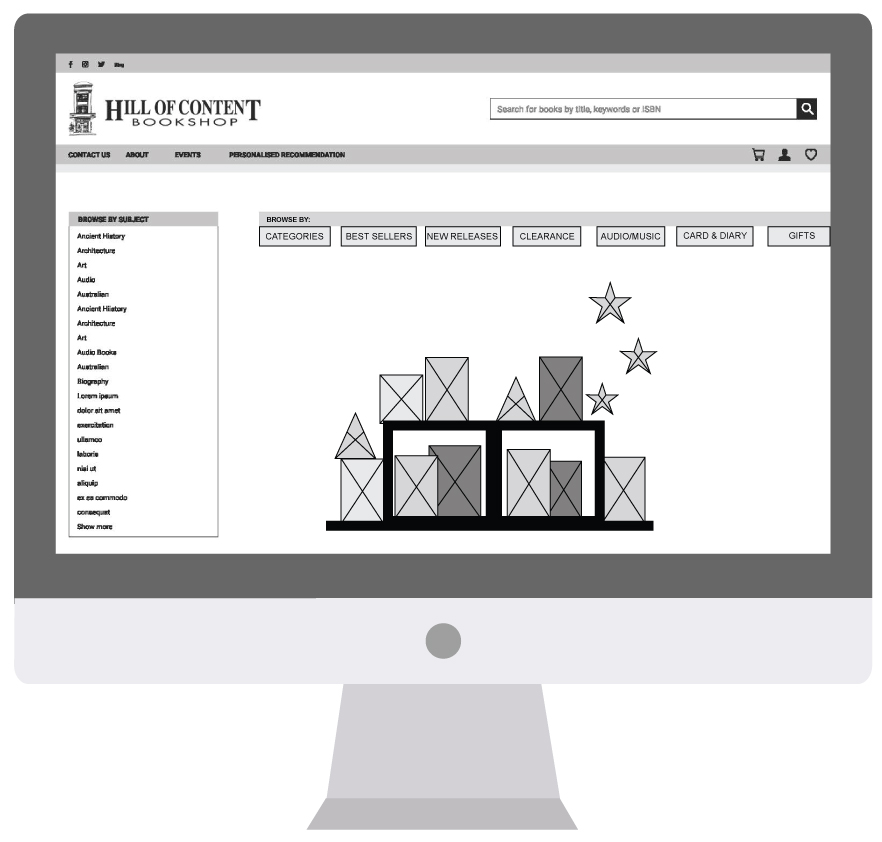 Blog
HILL OF CONTENT
BOOKSHOP
Search for books by title, keywords or ISBN
CONTACT US ABOUT EVENTS PERSONALISED RECOMMENDATION
BROWSE BY SUBJECT
Ancient History
Architecture
Art
Audio
Australian
Ancient Hiistory
Architecture
Art
Audio Books
Australian
Biography
Lorem ipsum
dolor sit amet
exercitation
ullamco
laboris
nisi ut
aliquip
ex ea commodo
consequat
Show more
BROWSE BY:
CATEGORIES BEST SELLERS NEW RELEASES CLEARANCE AUDIO/MUSIC CARD & DIARY GIFTS